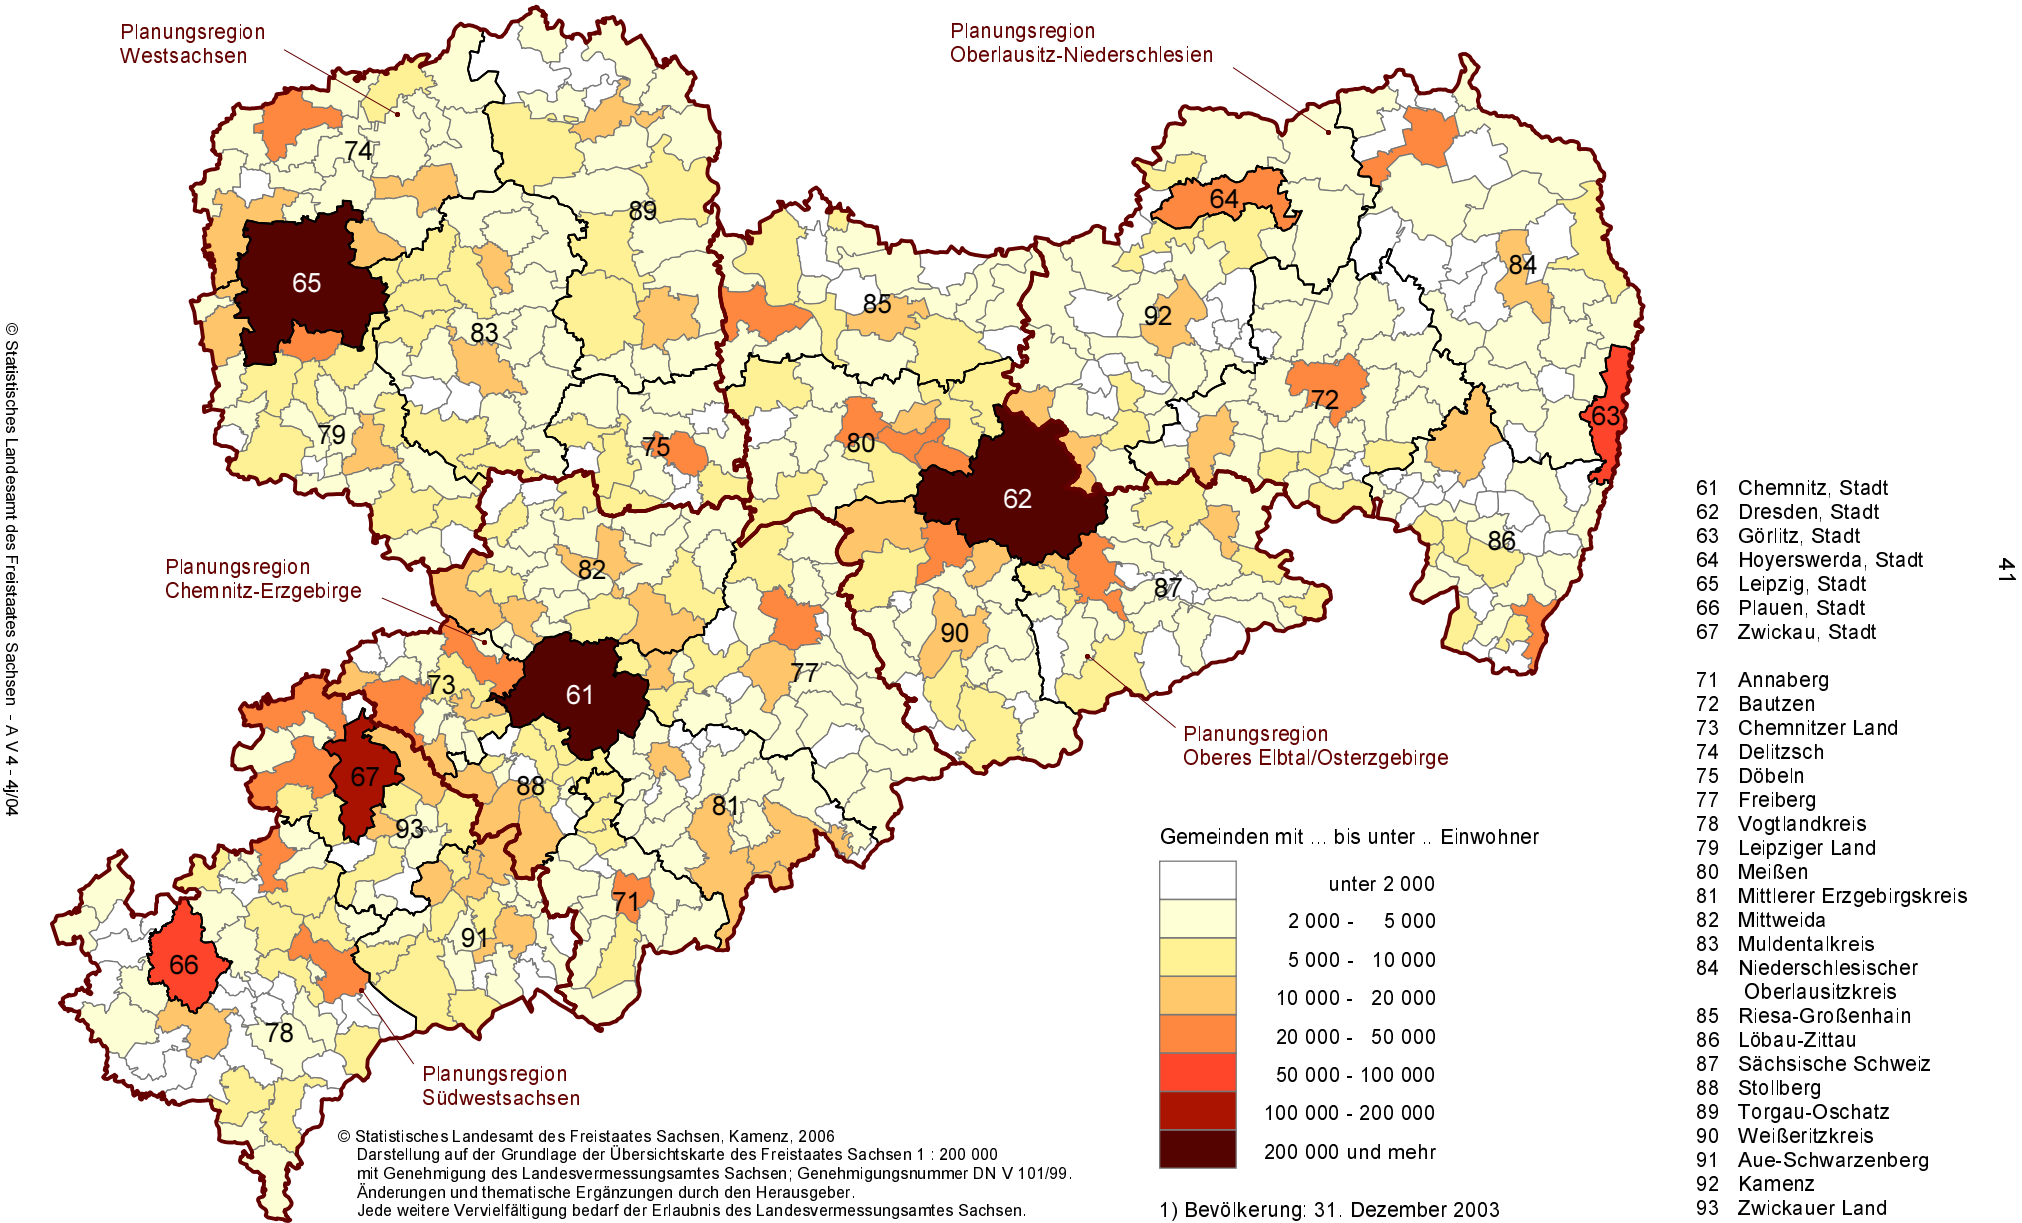 Planungsregion
Westsachsen
Planungsregion
Oberlausitz-Niederschlesien
74
89
64
65
83
85
92
84
79
75
80
72
63
62
86
Planungsregion
Chemnitz-Erzgebirge
82
87
90
77
73
61
67
88
81
93
71
91
66
78
Planungsregion
Oberes Elbtal/Osterzgebirge
Planungsregion
Südwestsachsen
Gemeinden mit ... bis unter .. Einwohner
unter 2 000
2 000 - 5 000
5 000 - 10 000
10 000 - 20 000
20 000 - 50 000
50 000 - 100 000
100 000 - 200 000
200 000 und mehr
1) Bevölkerung: 31. Dezember 2003
61 Chemnitz, Stadt
62 Dresden, Stadt
63 Görlitz, Stadt
64 Hoyerswerda, Stadt
65 Leipzig, Stadt
66 Plauen, Stadt
67 Zwickau, Stadt
71 Annaberg
72 Bautzen
73 Chemnitzer Land
74 Delitzsch
75 Döbeln
77 Freiberg
78 Vogtlandkreis
79 Leipziger Land
80 Meißen
81 Mittlerer Erzgebirgskreis
82 Mittweida
83 Muldentalkreis
84 Niederschlesischer
Oberlausitzkreis
85 Riesa-Großenhain
86 Löbau-Zittau
87 Sächsische Schweiz
88 Stollberg
89 Torgau-Oschatz
90 Weißeritzkreis
91 Aue-Schwarzenberg
92 Kamenz
93 Zwickauer Land
© Statistisches Landesamt des Freistaates Sachsen, Kamenz, 2006
Darstellung auf der Grundlage der Übersichtskarte des Freistaates Sachsen 1 : 200 000
mit Genehmigung des Landesvermessungsamtes Sachsen; Genehmigungsnummer DN V 101/99.
Änderungen und thematische Ergänzungen durch den Herausgeber.
Jede weitere Vervielfältigung bedarf der Erlaubnis des Landesvermessungsamtes Sachsen.
© Statistisches Landesamt des Freistaates Sachsen - A V 4 - 4j/04
41